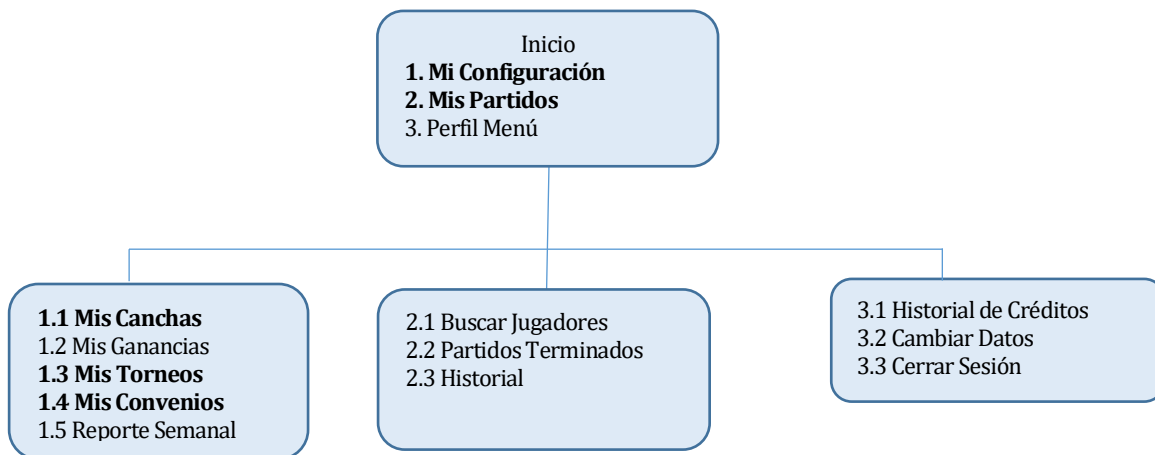 Inicio
1. Mi Configuración
2. Mis Partidos
3. Perfil Menú
1.1 Mis Canchas
1.2 Mis Ganancias
1.3 Mis Torneos
1.4 Mis Convenios
1.5 Reporte Semanal
2.1 Buscar Jugadores
2.2 Partidos Terminados
2.3 Historial
3.1 Historial de Créditos
3.2 Cambiar Datos
3.3 Cerrar Sesión